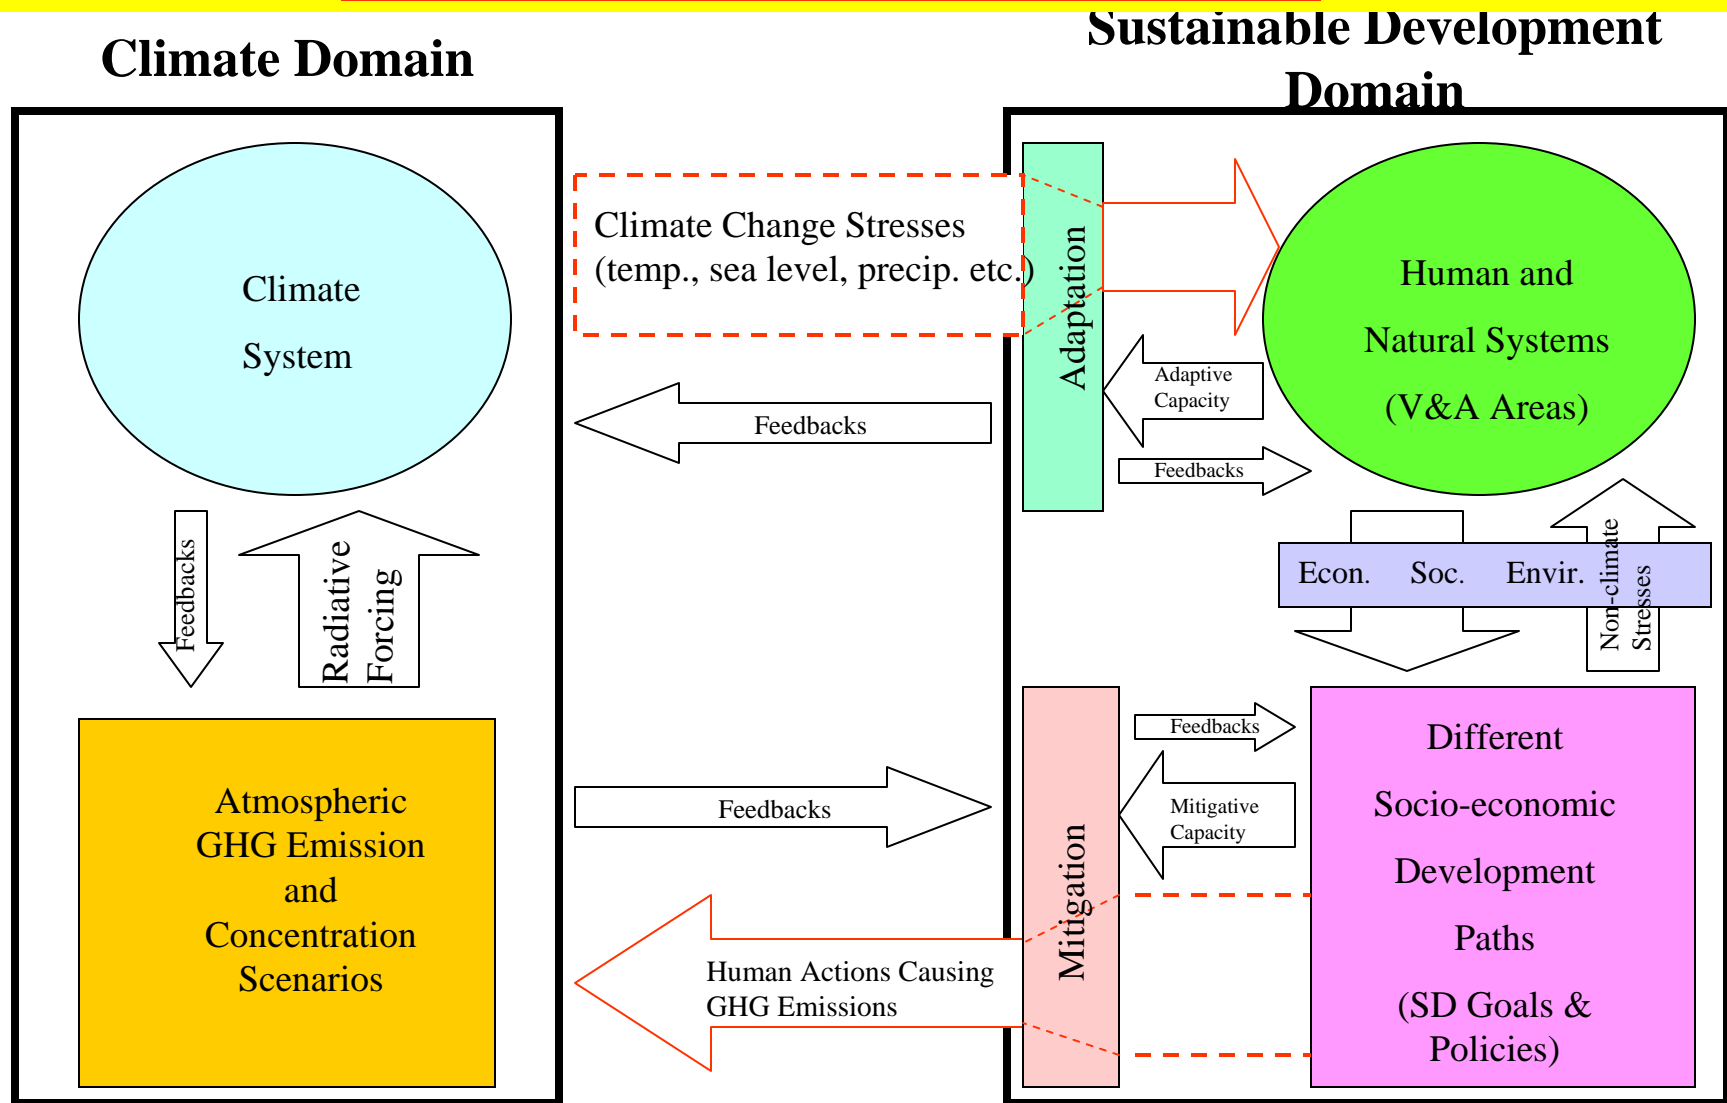 Climate Domain
Sustainable Development
Domain
Climate
System
Climate Change Stresses
(temp., sea level, precip. etc.)
Adaptation
Human and
Natural Systems
(V&A Areas)
Adaptive
Capacity
Feedbacks
Feedbacks
Feedbacks
Radiative
Forcing
Econ. Soc. Envir.
Non-climate
Stresses
Atmospheric
GHG Emission
and
Concentration
Scenarios
Feedbacks
Human Actions Causing
GHG Emissions
Mitigation
Feedbacks
Mitigative
Capacity
Different
Socio-economic
Development
Paths
(SD Goals &
Policies)